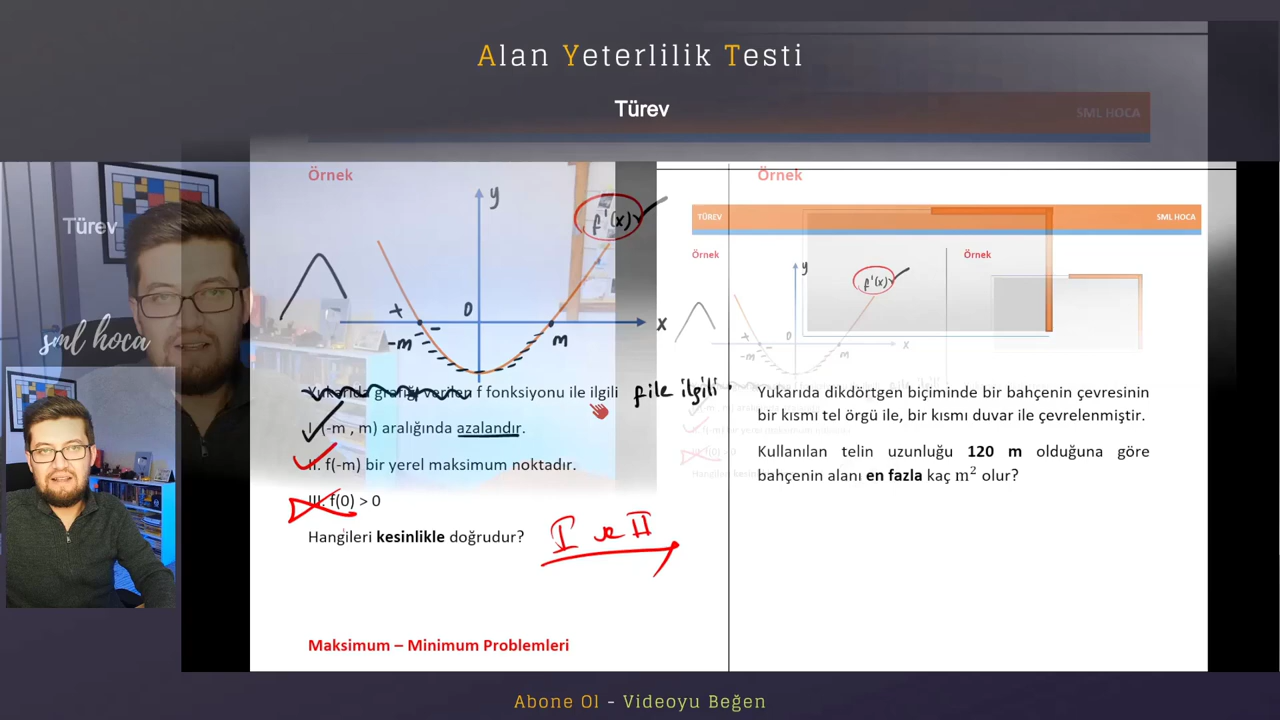 Alan Yeterlilik Testi
Türev
SML HOCA
Örnek
y
f'(x)
x
0
+
-
-m
m
Yukarıda grafiği verilen f fonksiyonu ile ilgili
f ile ilgili
I. (-m , m) aralığında azalandır.
II. f(-m) bir yerel maksimum noktadır.
III. f(0) > 0
Hangileri kesinlikle doğrudur?
I ve II
Maksimum – Minimum Problemleri
Örnek
TÜREV
SML HOCA
Örnek
Örnek
y
f'(x)
0
x
-m
m
Yukarıda dikdörtgen biçiminde bir bahçenin çevresinin
bir kısmı tel örgü ile, bir kısmı duvar ile çevrelenmiştir.
Kullanılan telin uzunluğu 120 m olduğuna göre
bahçenin alanı en fazla kaç m² olur?
Türev
sml hoca
Abone Ol - Videoyu Beğen